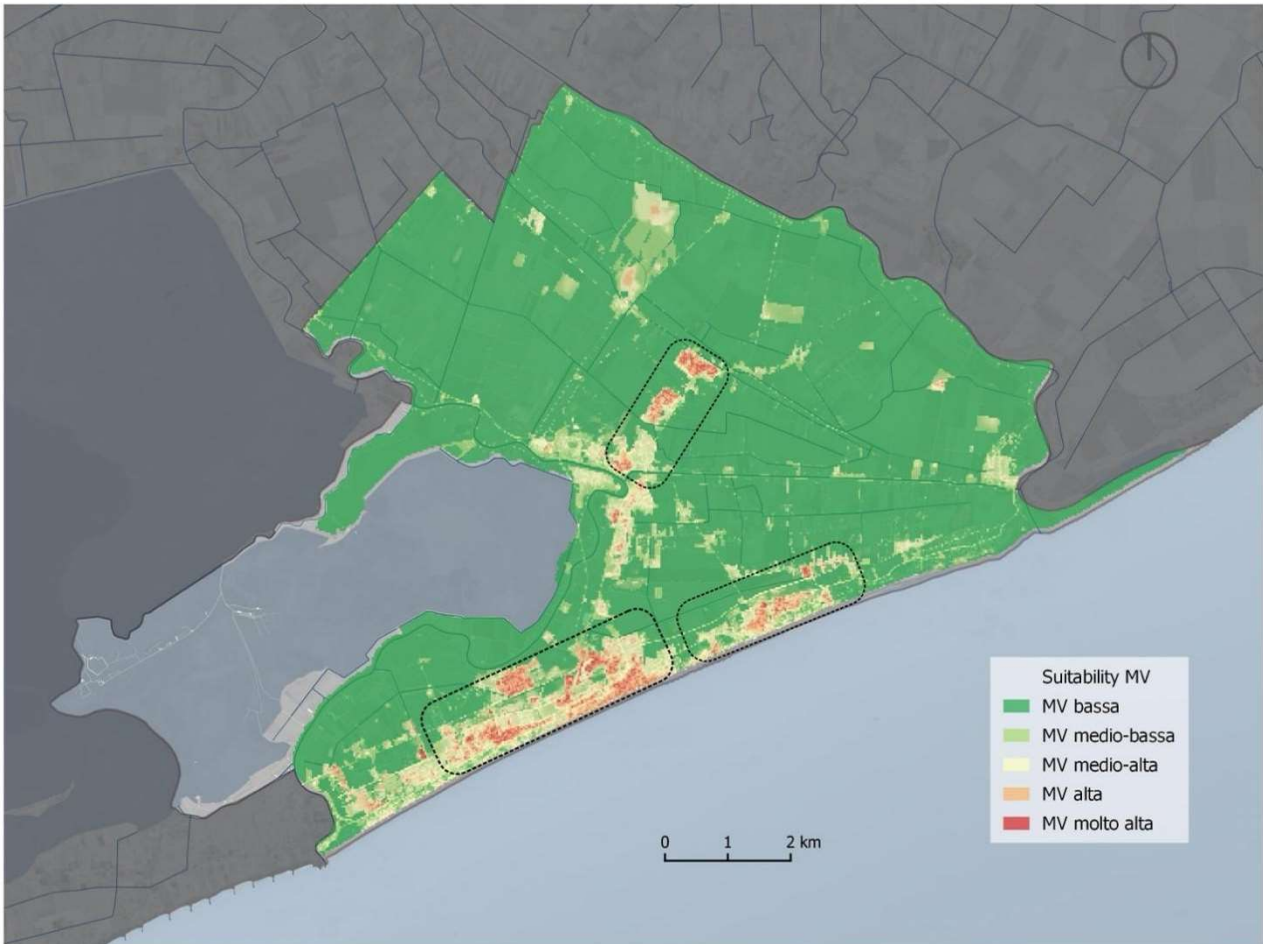 Suitability MV
MV bassa
MV medio-bassa
MV medio-alta
MV alta
MV molto alta
0 1 2 km